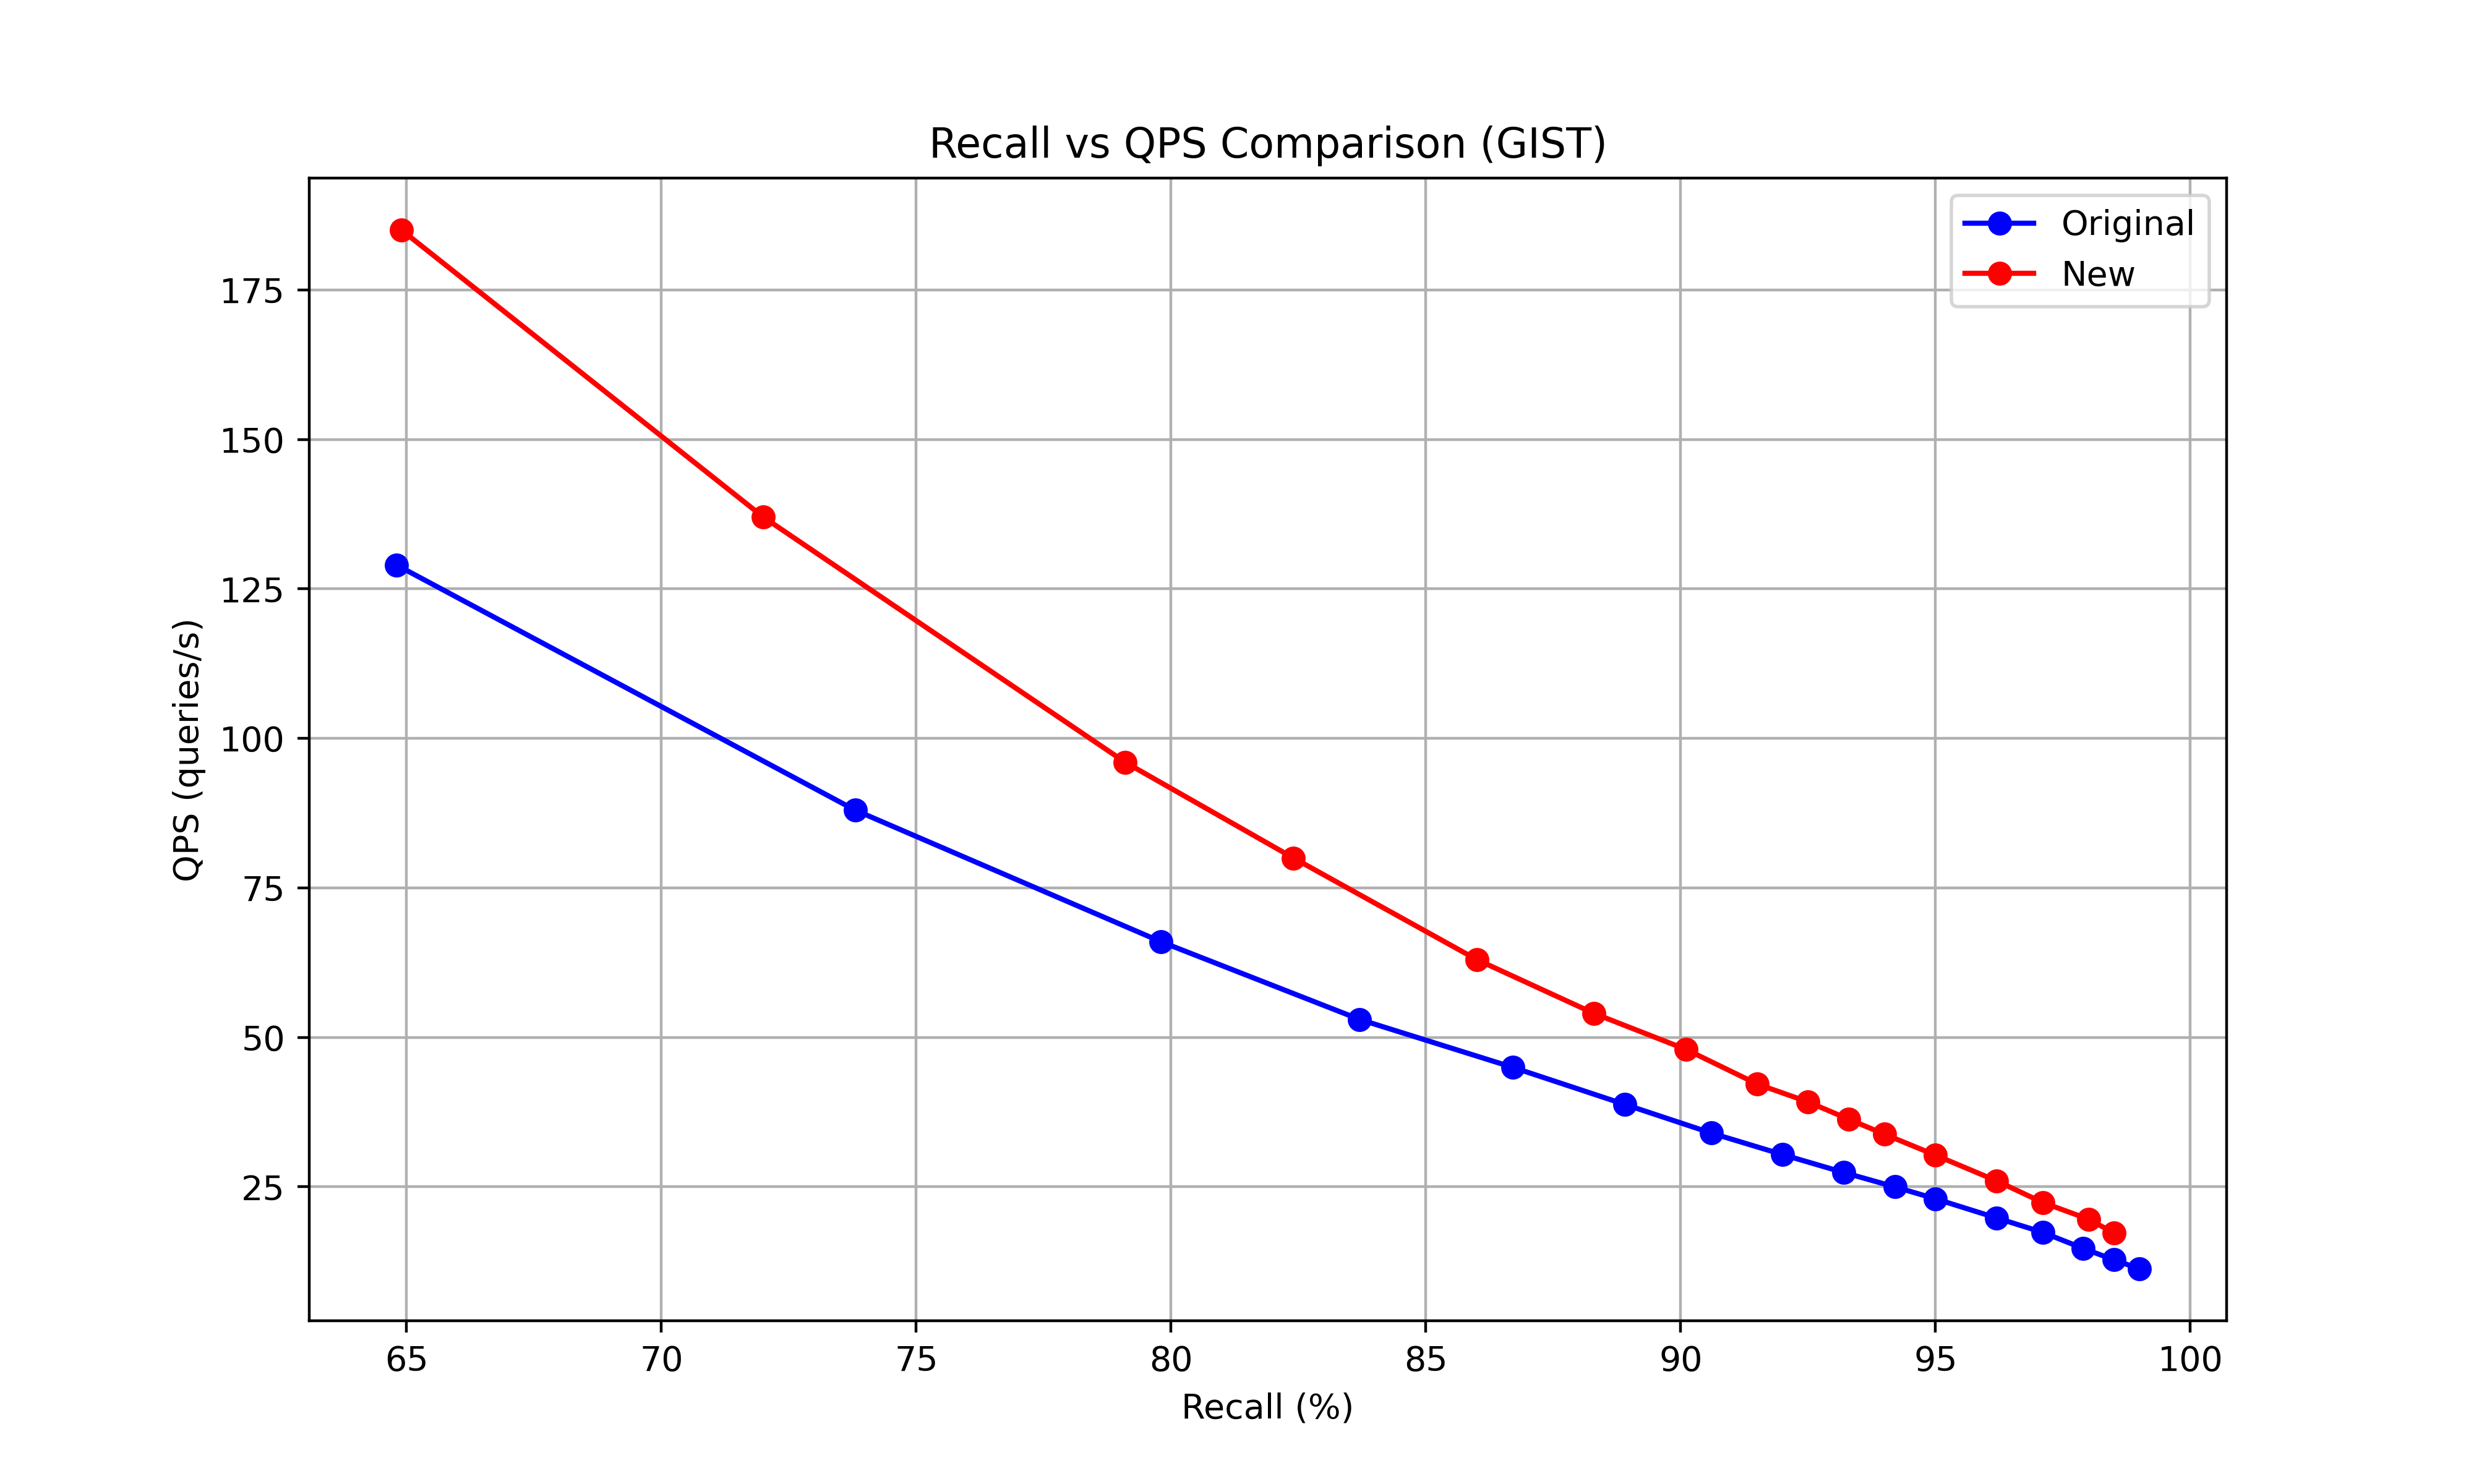 Recall vs QPS Comparison (GIST)
Original
New
QPS (queries/s)
175
150
125
100
75
50
25
65 70 75 80 85 90 95 100
Recall (%)